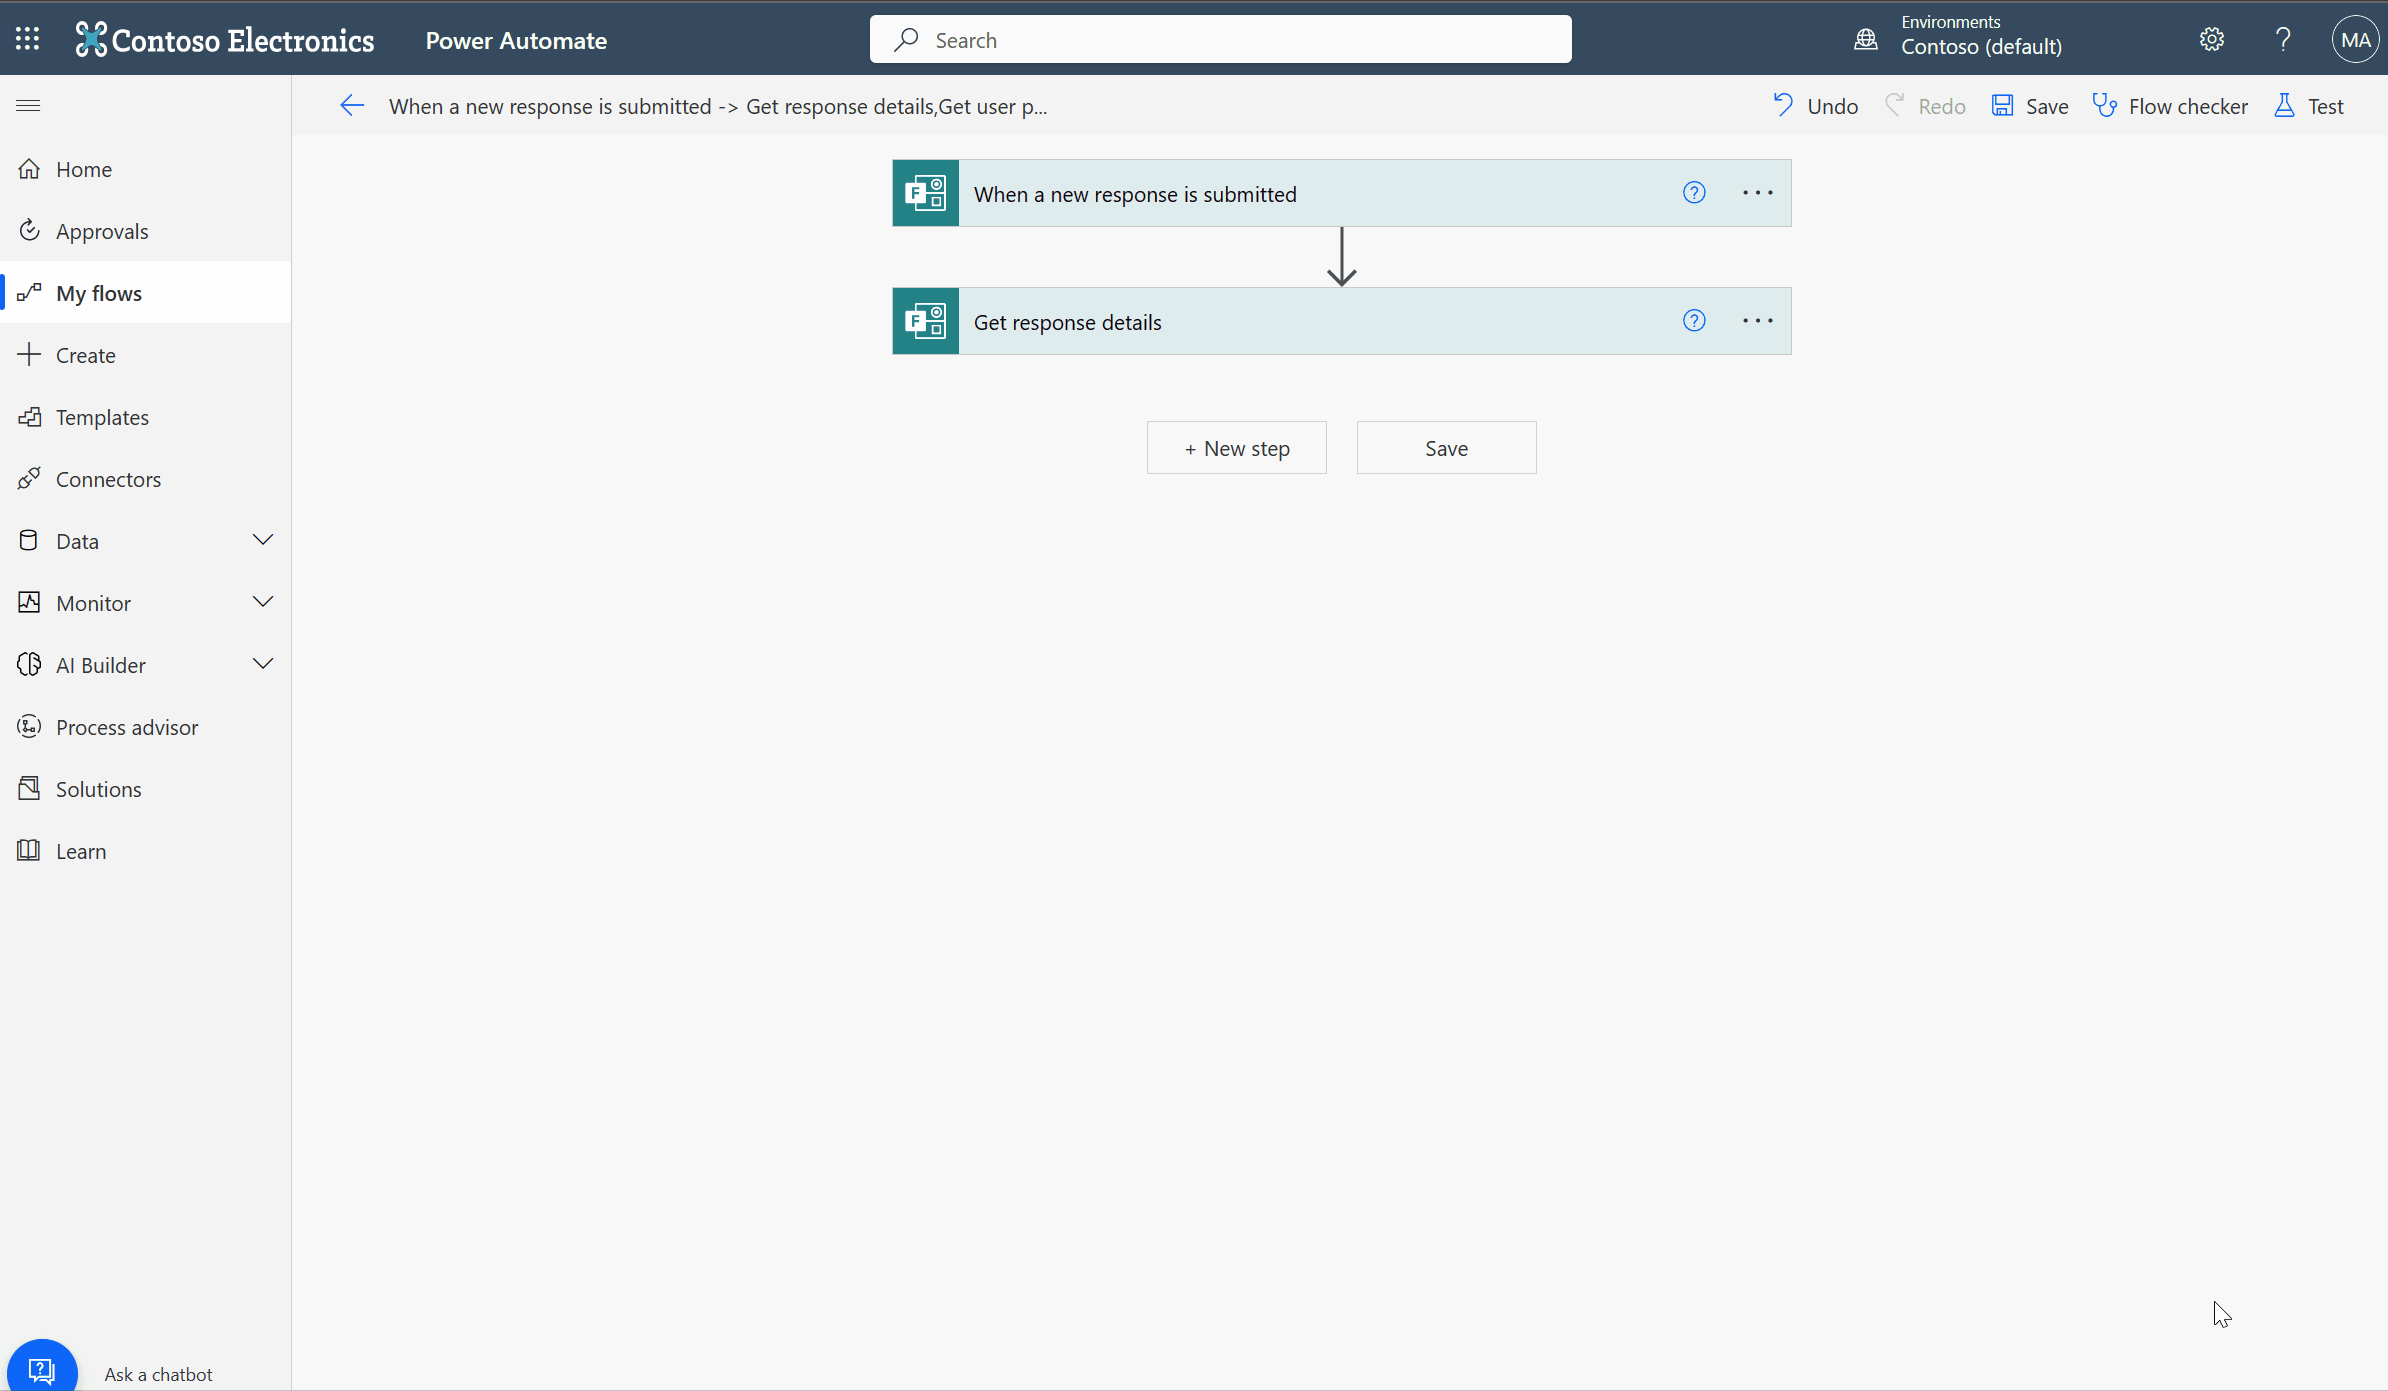 Contoso Electronics
Power Automate
Search
Environments
Contoso (default)
?
MA
When a new response is submitted -> Get response details,Get user p...
Undo
Redo
Save
Flow checker
Test
Home
Approvals
My flows
Create
Templates
Connectors
Data
Monitor
AI Builder
Process advisor
Solutions
Learn
F
When a new response is submitted
?
...
F
Get response details
?
...
+ New step
Save
?
Ask a chatbot